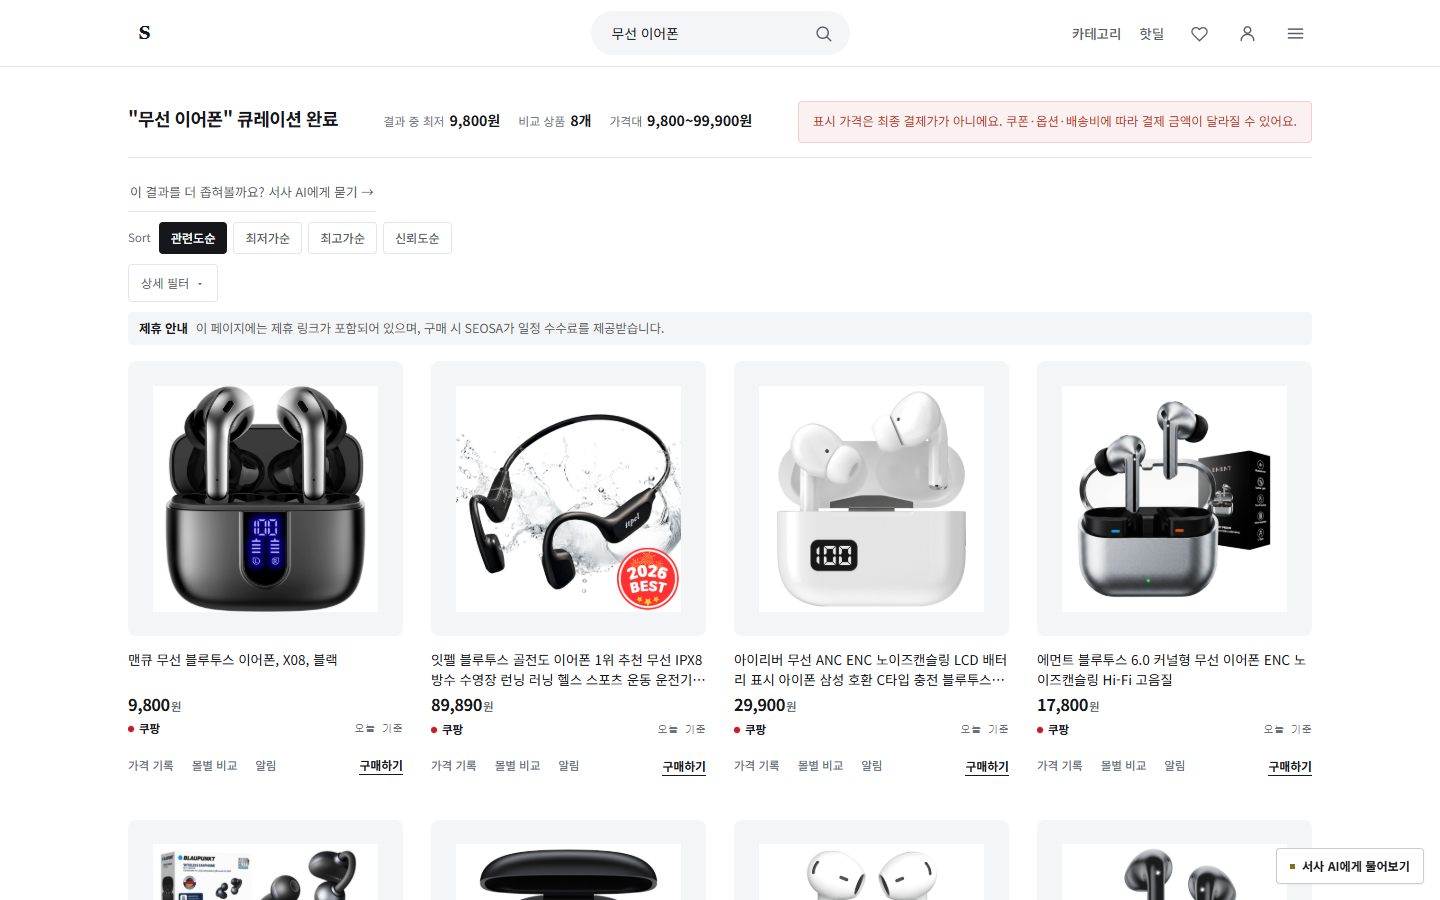 S
무선 이어폰
카테고리 핫딜
"무선 이어폰" 큐레이션 완료
결과 중 최저 9,800원 비교 상품 8개 가격대 9,800~99,900원
표시 가격은 최종 결제가가 아니에요. 쿠폰·옵션·배송비에 따라 결제 금액이 달라질 수 있어요.
이 결과를 더 좁혀볼까요? 서사 AI에게 묻기 →
Sort 관련도순 최저가순 최고가순 신뢰도순
상세 필터
제휴 안내 이 페이지에는 제휴 링크가 포함되어 있으며, 구매 시 SEOSA가 일정 수수료를 제공받습니다.
100
itpel
2026
BEST
100
맨큐 무선 블루투스 이어폰, X08, 블랙
9,800원
쿠팡 오늘 기준
가격 기록 몰별 비교 알림 구매하기
잇펠 블루투스 골전도 이어폰 1위 추천 무선 IPX8
방수 수영장 런닝 러닝 헬스 스포츠 운동 운전기…
89,890원
쿠팡 오늘 기준
가격 기록 몰별 비교 알림 구매하기
아이리버 무선 ANC ENC 노이즈캔슬링 LCD 배터
리 표시 아이폰 삼성 호환 C타입 충전 블루투스…
29,900원
쿠팡 오늘 기준
가격 기록 몰별 비교 알림 구매하기
에먼트 블루투스 6.0 커널형 무선 이어폰 ENC 노
이즈캔슬링 Hi-Fi 고음질
17,800원
쿠팡 오늘 기준
가격 기록 몰별 비교 알림 구매하기
BLAUPUNKT
WIRELESS EARPHONE
서사 AI에게 물어보기